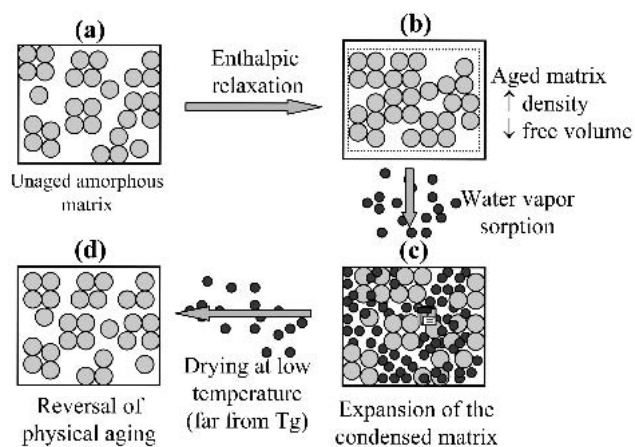 (a)
Unaged amorphous
matrix
Enthalpic
relaxation
(b)
Aged matrix
↑ density
↓ free volume
Water vapor
sorption
(c)
Expansion of the
condensed matrix
Drying at low
temperature
(far from Tg)
(d)
Reversal of
physical aging